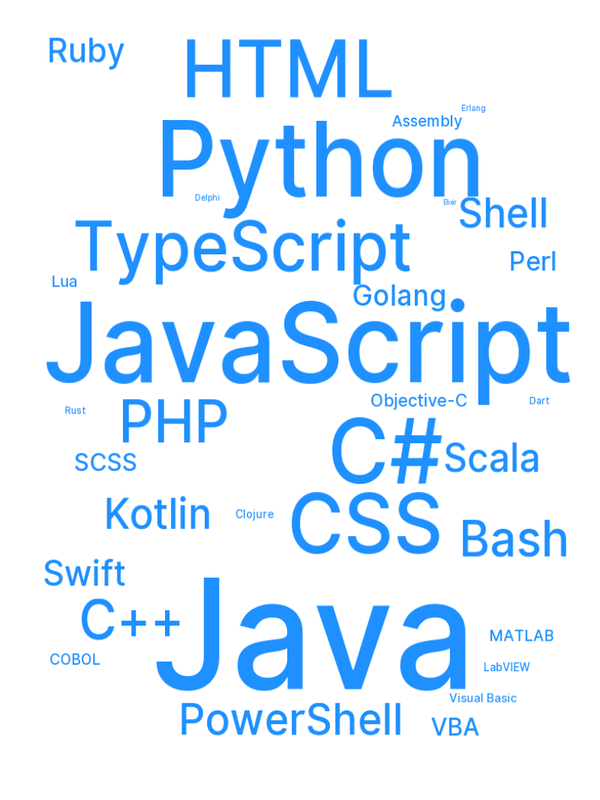 Ruby
HTML
Erlang
Assembly
Python
Delphi
Shell
TypeScript
Perl
Lua
Golang
JavaScript
Objective-C
Dart
PHP
Rust
C#
Scala
SCSS
Kotlin
Clojure
CSS
Bash
Swift
C++
Java
MATLAB
COBOL
LabVIEW
Visual Basic
PowerShell
VBA